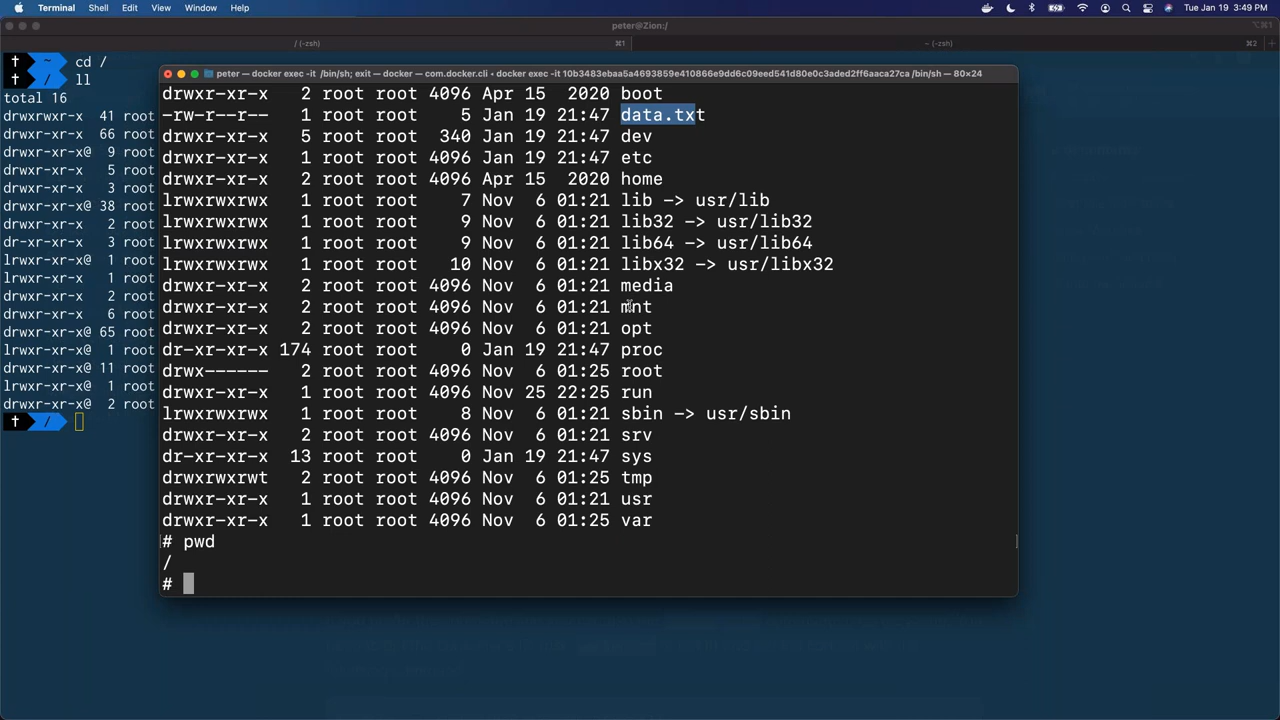 Terminal Shell Edit View Window Help Tue Jan 19 3:49 PM
peter@Zion:/
/ (-zsh) ⌘1 ~ (-zsh) ⌘2
† ~ cd /
† / ll
total 16
drwxrwxr-x 41 root
drwxr-xr-x 66 root
drwxr-xr-x@ 9 root
drwxr-xr-x 5 root
drwxr-xr-x 3 root
drwxr-xr-x@ 38 root
drwxr-xr-x 2 root
dr-xr-xr-x 3 root
lrwxr-xr-x@ 1 root
lrwxr-xr-x 1 root
drwxr-xr-x 2 root
drwxr-xr-x 6 root
drwxr-xr-x@ 65 root
lrwxr-xr-x@ 1 root
drwxr-xr-x@ 11 root
lrwxr-xr-x@ 1 root
drwxr-xr-x@ 2 root
† /
peter — docker exec -it /bin/sh; exit — docker — com.docker.cli • docker exec -it 10b3483ebaa5a4693859e410866e9dd6c09eed541d80e0c3aded2ff6aaca27ca /bin/sh — 80×24
drwxr-xr-x 2 root root 4096 Apr 15 2020 boot
-rw-r--r-- 1 root root 5 Jan 19 21:47 data.txt
drwxr-xr-x 5 root root 340 Jan 19 21:47 dev
drwxr-xr-x 1 root root 4096 Jan 19 21:47 etc
drwxr-xr-x 2 root root 4096 Apr 15 2020 home
lrwxrwxrwx 1 root root 7 Nov 6 01:21 lib -> usr/lib
lrwxrwxrwx 1 root root 9 Nov 6 01:21 lib32 -> usr/lib32
lrwxrwxrwx 1 root root 9 Nov 6 01:21 lib64 -> usr/lib64
lrwxrwxrwx 1 root root 10 Nov 6 01:21 libx32 -> usr/libx32
drwxr-xr-x 2 root root 4096 Nov 6 01:21 media
drwxr-xr-x 2 root root 4096 Nov 6 01:21 mnt
drwxr-xr-x 2 root root 4096 Nov 6 01:21 opt
dr-xr-xr-x 174 root root 0 Jan 19 21:47 proc
drwx------ 2 root root 4096 Nov 6 01:21 root
drwxr-xr-x 1 root root 4096 Nov 25 22:25 run
lrwxrwxrwx 1 root root 8 Nov 6 01:21 sbin -> usr/sbin
drwxr-xr-x 2 root root 4096 Nov 6 01:21 srv
dr-xr-xr-x 13 root root 0 Jan 19 21:47 sys
drwxrwxrwt 2 root root 4096 Nov 6 01:25 tmp
drwxr-xr-x 1 root root 4096 Nov 6 01:21 usr
drwxr-xr-x 1 root root 4096 Nov 6 01:25 var
# pwd
/
#